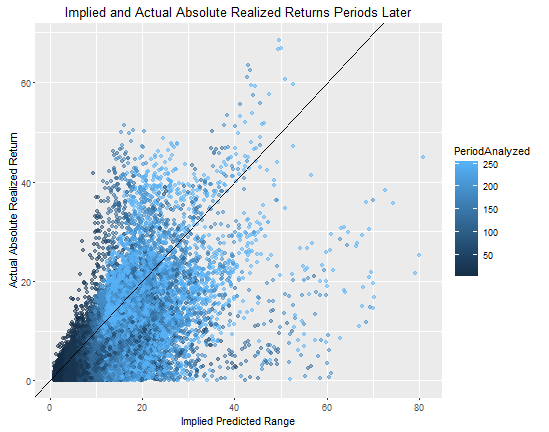 Implied and Actual Absolute Realized Returns Periods Later
Actual Absolute Realized Return
60
40
20
0
0 20 40 60 80
Implied Predicted Range
PeriodAnalyzed
250
200
150
100
50